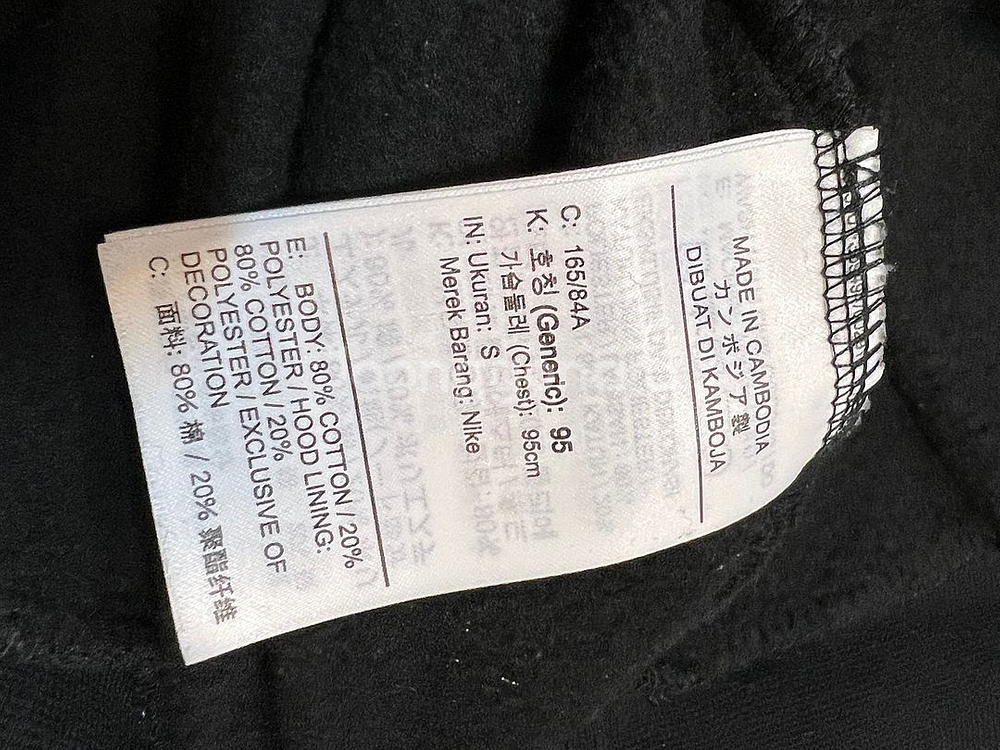 MADE IN CAMBODIA
カンボジア製
DIBUAT DI KAMBOJA
C: 165/84A
K: 호칭 (Generic): 95
가슴둘레 (Chest): 95cm
IN: Ukuran: S
Merek Barang: Nike
E: BODY: 80% COTTON / 20%
POLYESTER / HOOD LINING:
80% COTTON / 20%
POLYESTER / EXCLUSIVE OF
DECORATION
C: 面料: 80% 棉 / 20% 聚酯纤维